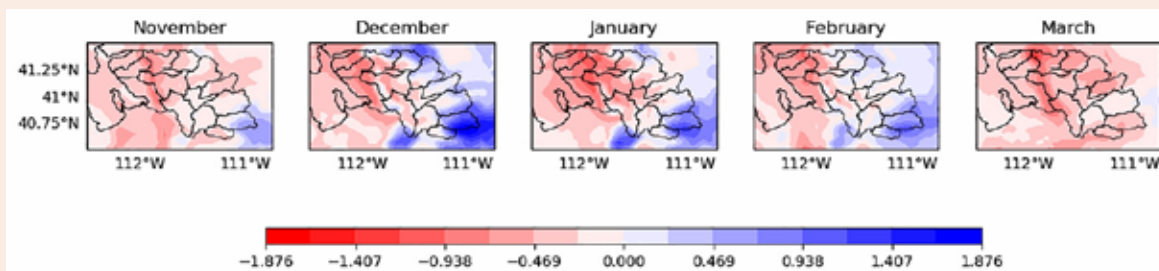 November December January February March
41.25°N
41°N
40.75°N
112°W 111°W 112°W 111°W 112°W 111°W 112°W 111°W 112°W 111°W
−1.876 −1.407 −0.938 −0.469 0.000 0.469 0.938 1.407 1.876